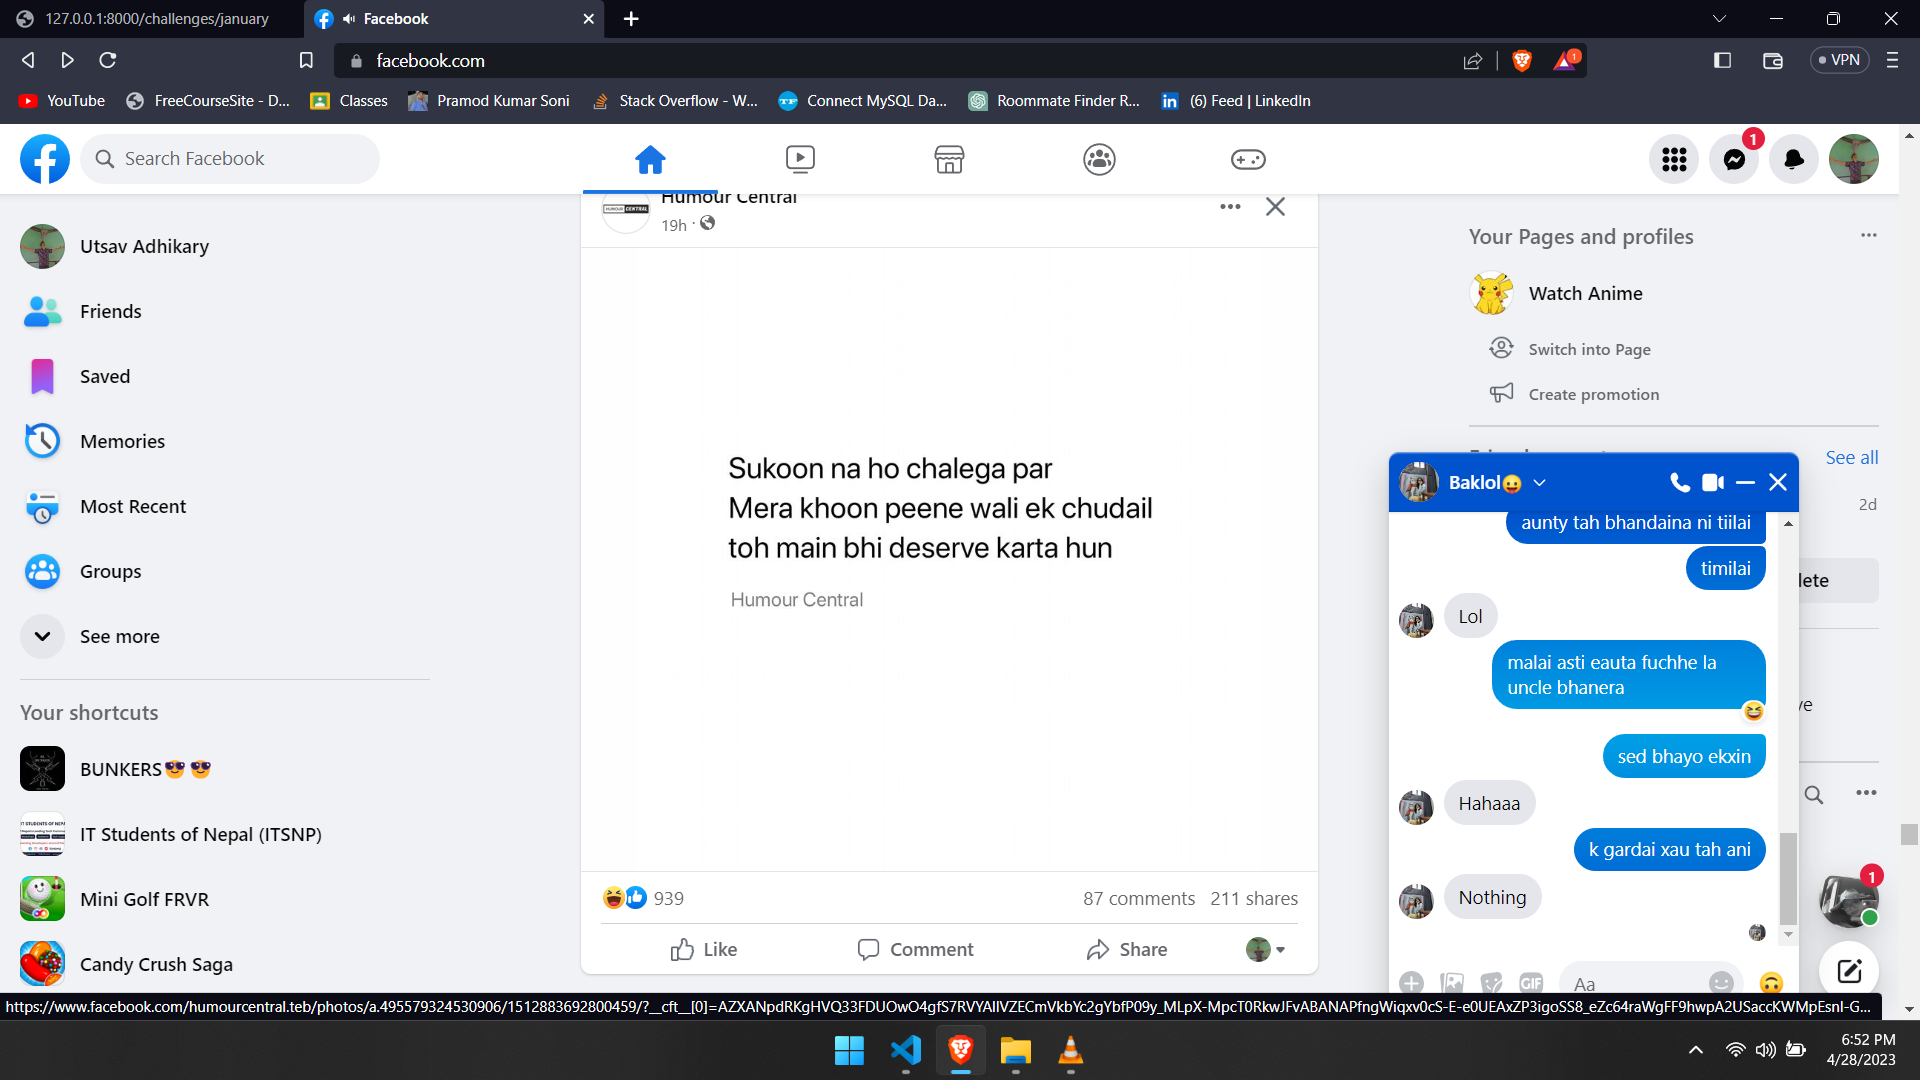 127.0.0.1:8000/challenges/january
Facebook
facebook.com
VPN
YouTube
FreeCourseSite - D...
Classes
Pramod Kumar Soni
Stack Overflow - W...
Connect MySQL Da...
Roommate Finder R...
(6) Feed | LinkedIn
Search Facebook
1
Utsav Adhikary
Friends
Saved
Memories
Most Recent
Groups
See more
Your shortcuts
BUNKERS😎 😎
IT Students of Nepal (ITSNP)
Mini Golf FRVR
Candy Crush Saga
Humour Central
19h ·
Sukoon na ho chalega par
Mera khoon peene wali ek chudail
toh main bhi deserve karta hun
Humour Central
939
87 comments 211 shares
Like
Comment
Share
Your Pages and profiles
Watch Anime
Switch into Page
Create promotion
See all
2d
Baklol😛
aunty tah bhandaina ni tiilai
timilai
Lol
malai asti eauta fuchhe la
uncle bhanera
sed bhayo ekxin
Hahaaa
k gardai xau tah ani
Nothing
GIF
Aa
1
https://www.facebook.com/humourcentral.teb/photos/a.495579324530906/1512883692800459/?__cft__[0]=AZXANpdRKgHVQ33FDUOwO4gfS7RVYAllVZECmVkbYc2gYbfP09y_MLpX-MpcT0RkwJFvABANAPfngWiqxv0cS-E-e0UEAxZP3igoSS8_eZc64raWgFF9hwpA2USaccKWMpEsnl-G...
6:52 PM
4/28/2023